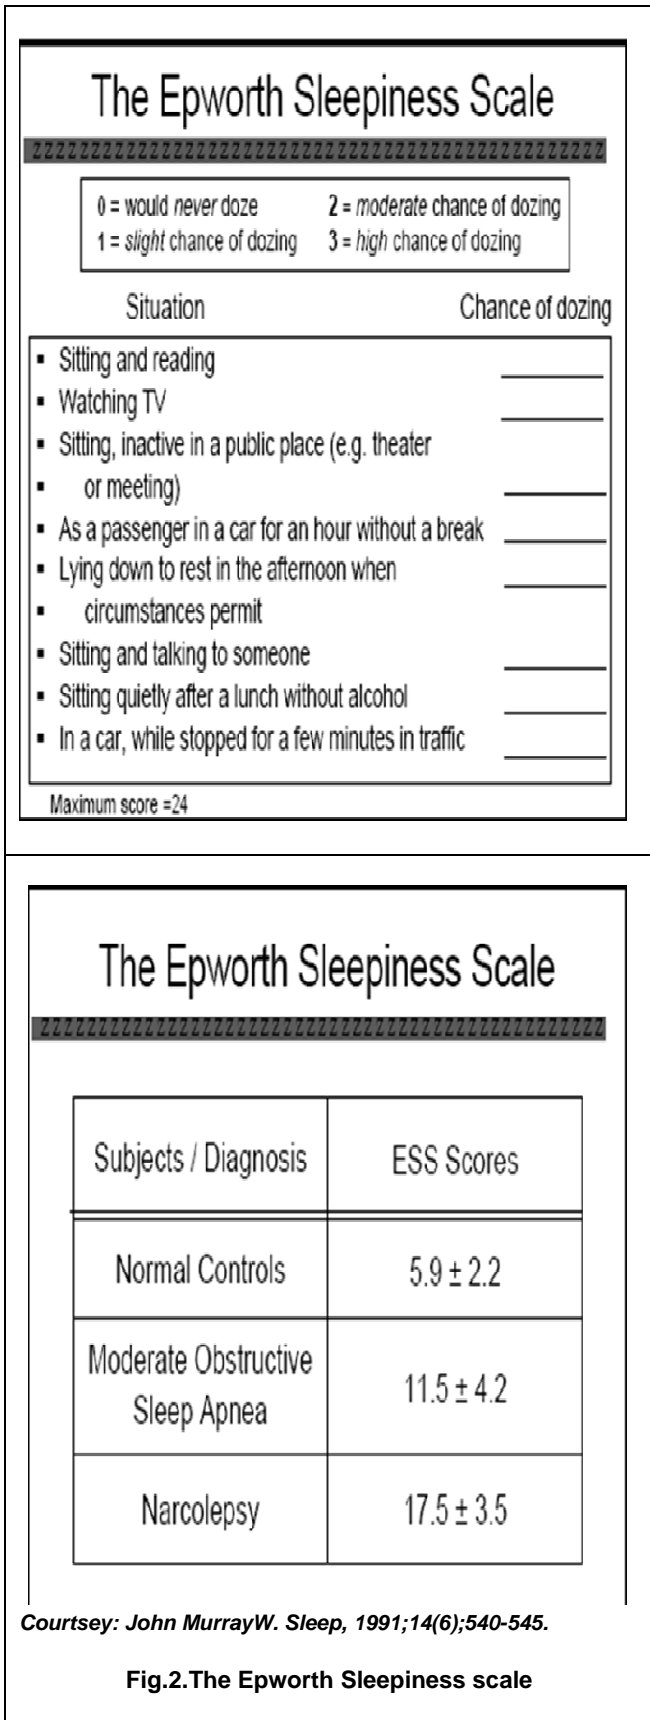 The Epworth Sleepiness Scale
zzzzzzzzzzzzzzzzzzzzzzzzzzzzzzzzzzzzzzzzzzzzzzzzz
0 = would never doze 2 = moderate chance of dozing
1 = slight chance of dozing 3 = high chance of dozing
Situation Chance of dozing
▪ Sitting and reading
▪ Watching TV
▪ Sitting, inactive in a public place (e.g. theater
▪ or meeting)
▪ As a passenger in a car for an hour without a break
▪ Lying down to rest in the afternoon when
▪ circumstances permit
▪ Sitting and talking to someone
▪ Sitting quietly after a lunch without alcohol
▪ In a car, while stopped for a few minutes in traffic
Maximum score =24
The Epworth Sleepiness Scale
zzzzzzzzzzzzzzzzzzzzzzzzzzzzzzzzzzzzzzzzzzzzzzzzz
Subjects / Diagnosis ESS Scores
Normal Controls 5.9 ± 2.2
Moderate Obstructive
Sleep Apnea 11.5 ± 4.2
Narcolepsy 17.5 ± 3.5
Courtsey: John MurrayW. Sleep, 1991;14(6);540-545.
Fig.2.The Epworth Sleepiness scale